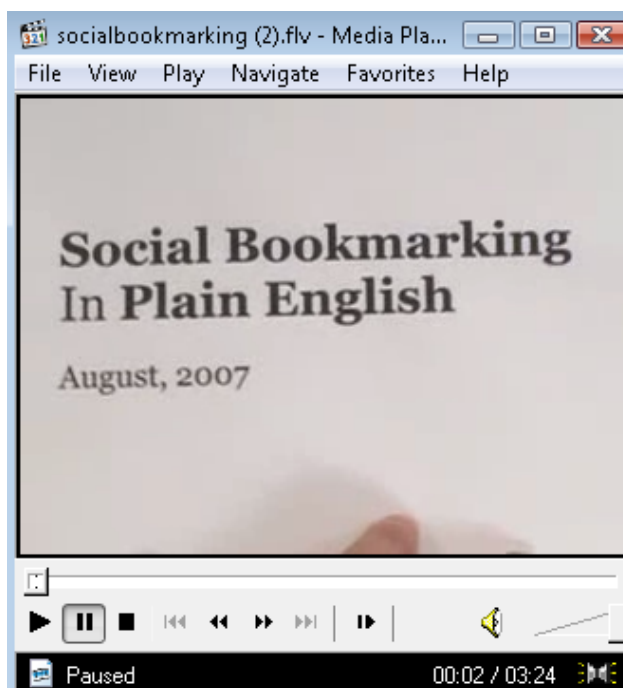 socialbookmarking (2).flv - Media Pla...
File View Play Navigate Favorites Help
Social Bookmarking
In Plain English
August, 2007
Paused 00:02 / 03:24